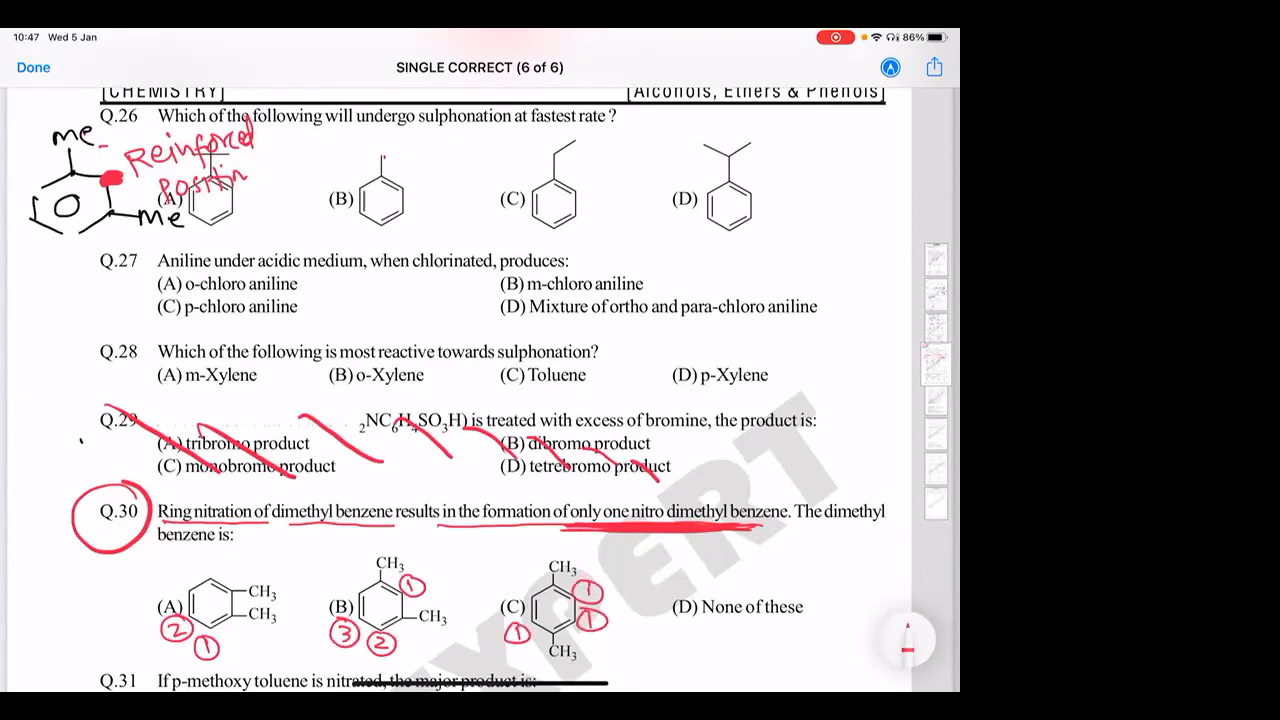 10:47 Wed 5 Jan
86%
Done
SINGLE CORRECT (6 of 6)
[CHEMISTRY]
[Alcohols, Ethers & Phenols]
Q.26 Which of the following will undergo sulphonation at fastest rate ?
me
Reinforced
Position
me
(A)
(B)
(C)
(D)
Q.27 Aniline under acidic medium, when chlorinated, produces:
(A) o-chloro aniline
(B) m-chloro aniline
(C) p-chloro aniline
(D) Mixture of ortho and para-chloro aniline
Q.28 Which of the following is most reactive towards sulphonation?
(A) m-Xylene
(B) o-Xylene
(C) Toluene
(D) p-Xylene
Q.29 2NC6H4SO3H) is treated with excess of bromine, the product is:
(A) tribromo product
(B) dibromo product
(C) monobromo product
(D) tetrebromo product
Q.30 Ring nitration of dimethyl benzene results in the formation of only one nitro dimethyl benzene. The dimethyl
benzene is:
(A)
CH3
CH3
2
1
(B)
CH3
CH3
1
3
2
(C)
CH3
CH3
1
1
1
(D) None of these
Q.31 If p-methoxy toluene is nitrated, the major product is:
EXPERT